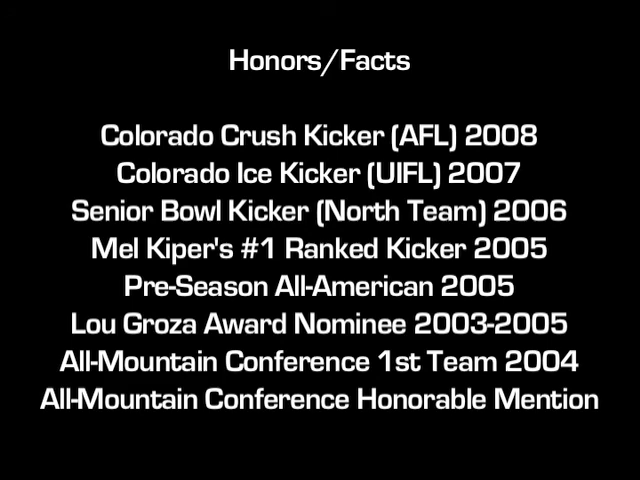 Honors/Facts
Colorado Crush Kicker (AFL) 2008
Colorado Ice Kicker (UIFL) 2007
Senior Bowl Kicker (North Team) 2006
Mel Kiper's #1 Ranked Kicker 2005
Pre-Season All-American 2005
Lou Groza Award Nominee 2003-2005
All-Mountain Conference 1st Team 2004
All-Mountain Conference Honorable Mention